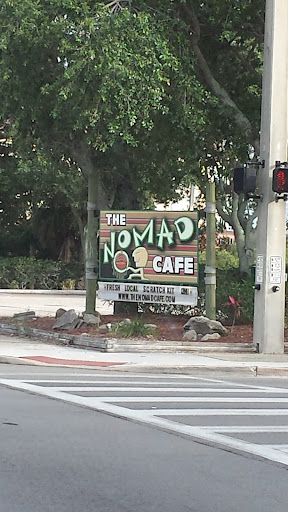 THE
NOMAD
CAFE
FRESH LOCAL SCRATCH KIT
WWW.THENOMADCAFE.COM